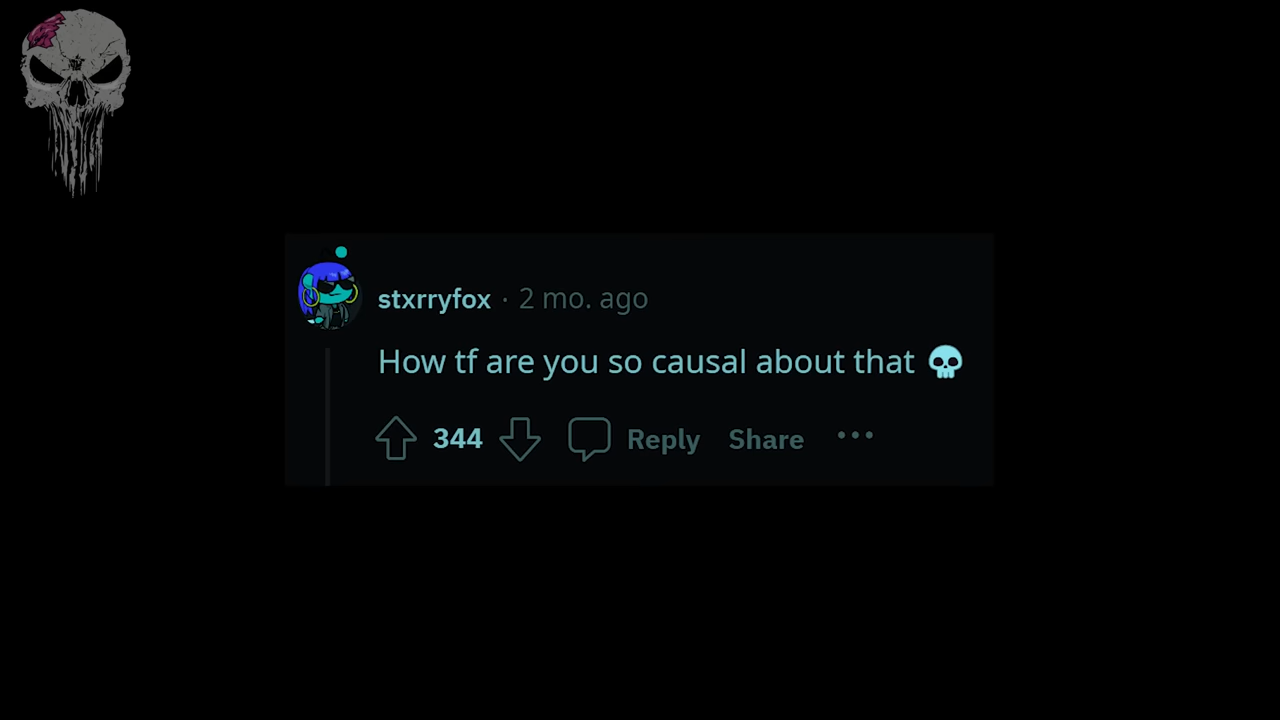 stxrryfox · 2 mo. ago
How tf are you so causal about that 💀
344 Reply Share ···